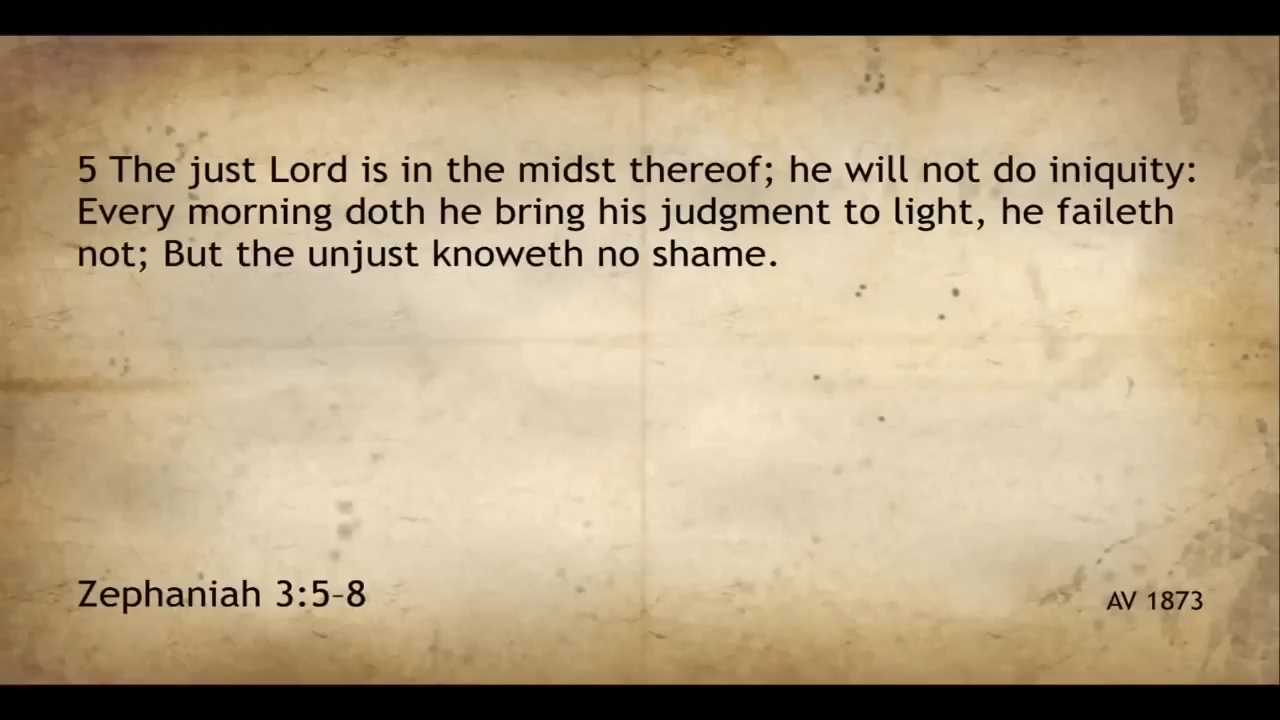 5 The just Lord is in the midst thereof; he will not do iniquity:
Every morning doth he bring his judgment to light, he faileth
not; But the unjust knoweth no shame.
Zephaniah 3:5–8
AV 1873